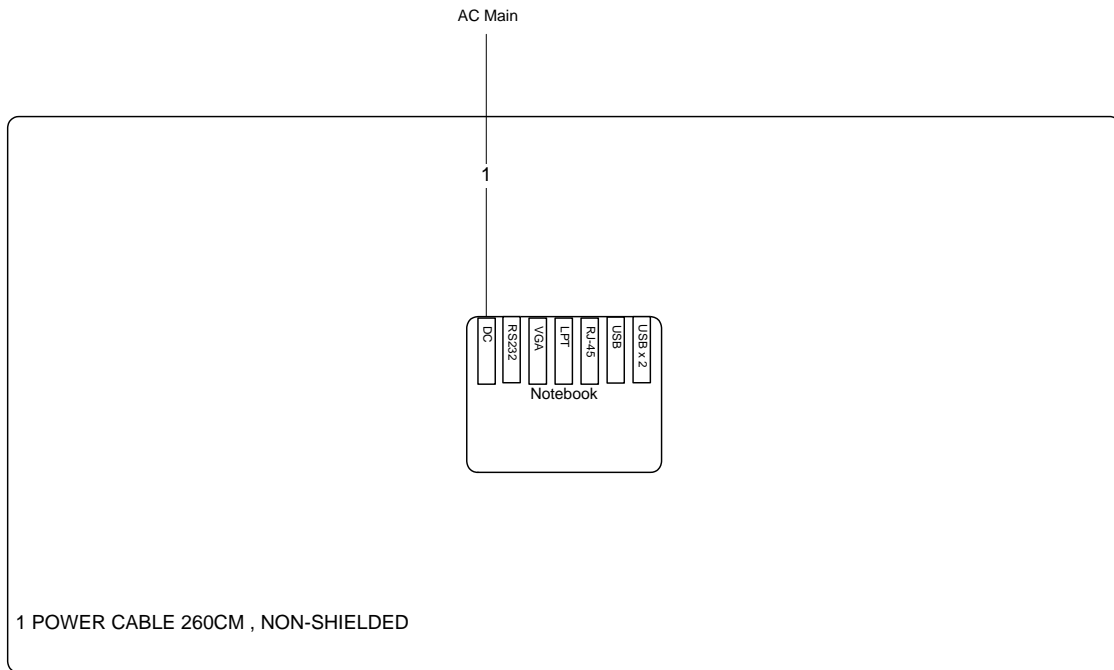 AC Main
1
DC
RS232
VGA
LPT
RJ-45
USB
USB x 2
Notebook
1 POWER CABLE 260CM , NON-SHIELDED